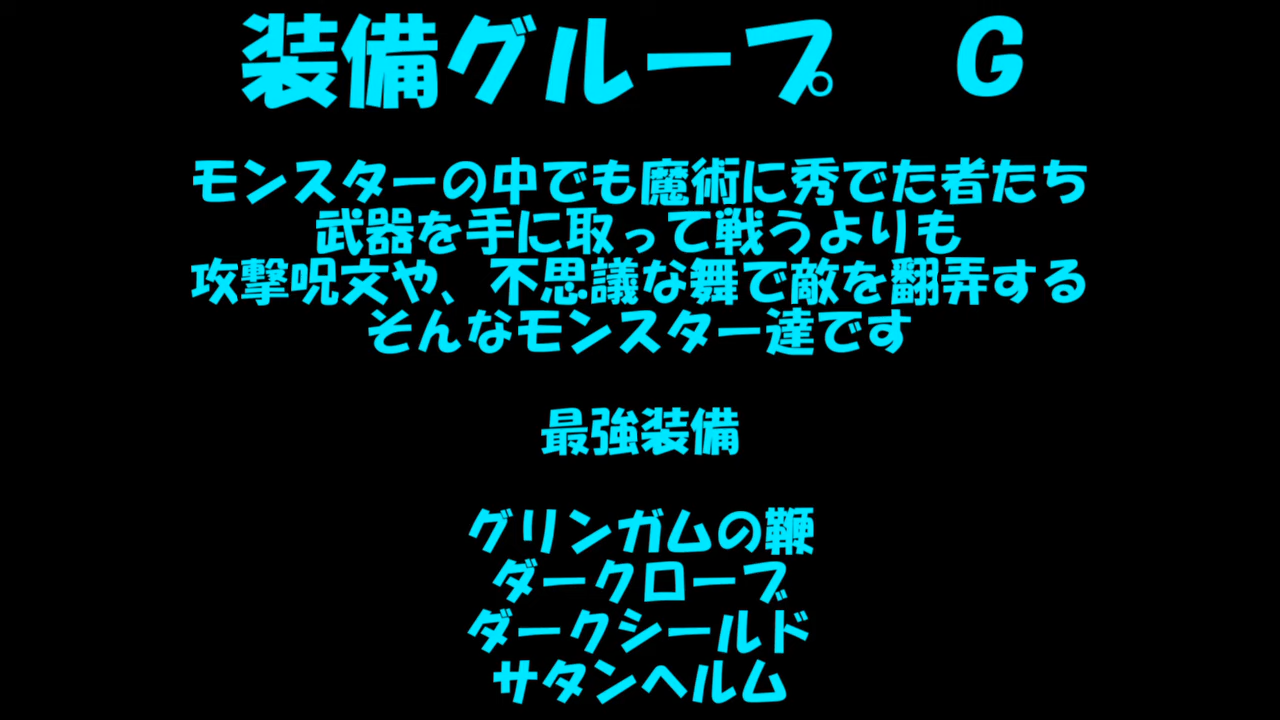 装備グループ　G
モンスターの中でも魔術に秀でた者たち
武器を手に取って戦うよりも
攻撃呪文や、不思議な舞で敵を翻弄する
そんなモンスター達です
最強装備
グリンガムの鞭
ダークローブ
ダークシールド
サタンヘルム